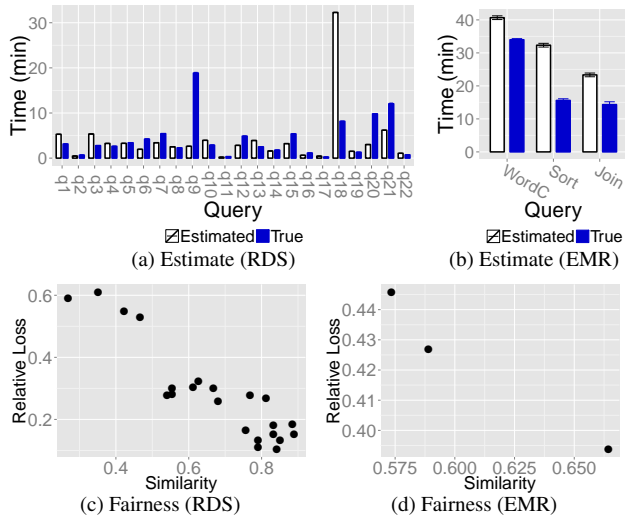 Time (min)
30
20
10
0
q1
q2
q3
q4
q5
q6
q7
q8
q9
q10
q11
q12
q13
q14
q15
q16
q17
q18
q19
q20
q21
q22
Query
Estimated True
(a) Estimate (RDS)
Time (min)
40
30
20
10
0
WordC
Sort
Join
Query
Estimated True
(b) Estimate (EMR)
Relative Loss
0.6
0.4
0.2
0.4 0.6 0.8
Similarity
(c) Fairness (RDS)
Relative Loss
0.44
0.43
0.42
0.41
0.40
0.575 0.600 0.625 0.650
Similarity
(d) Fairness (EMR)